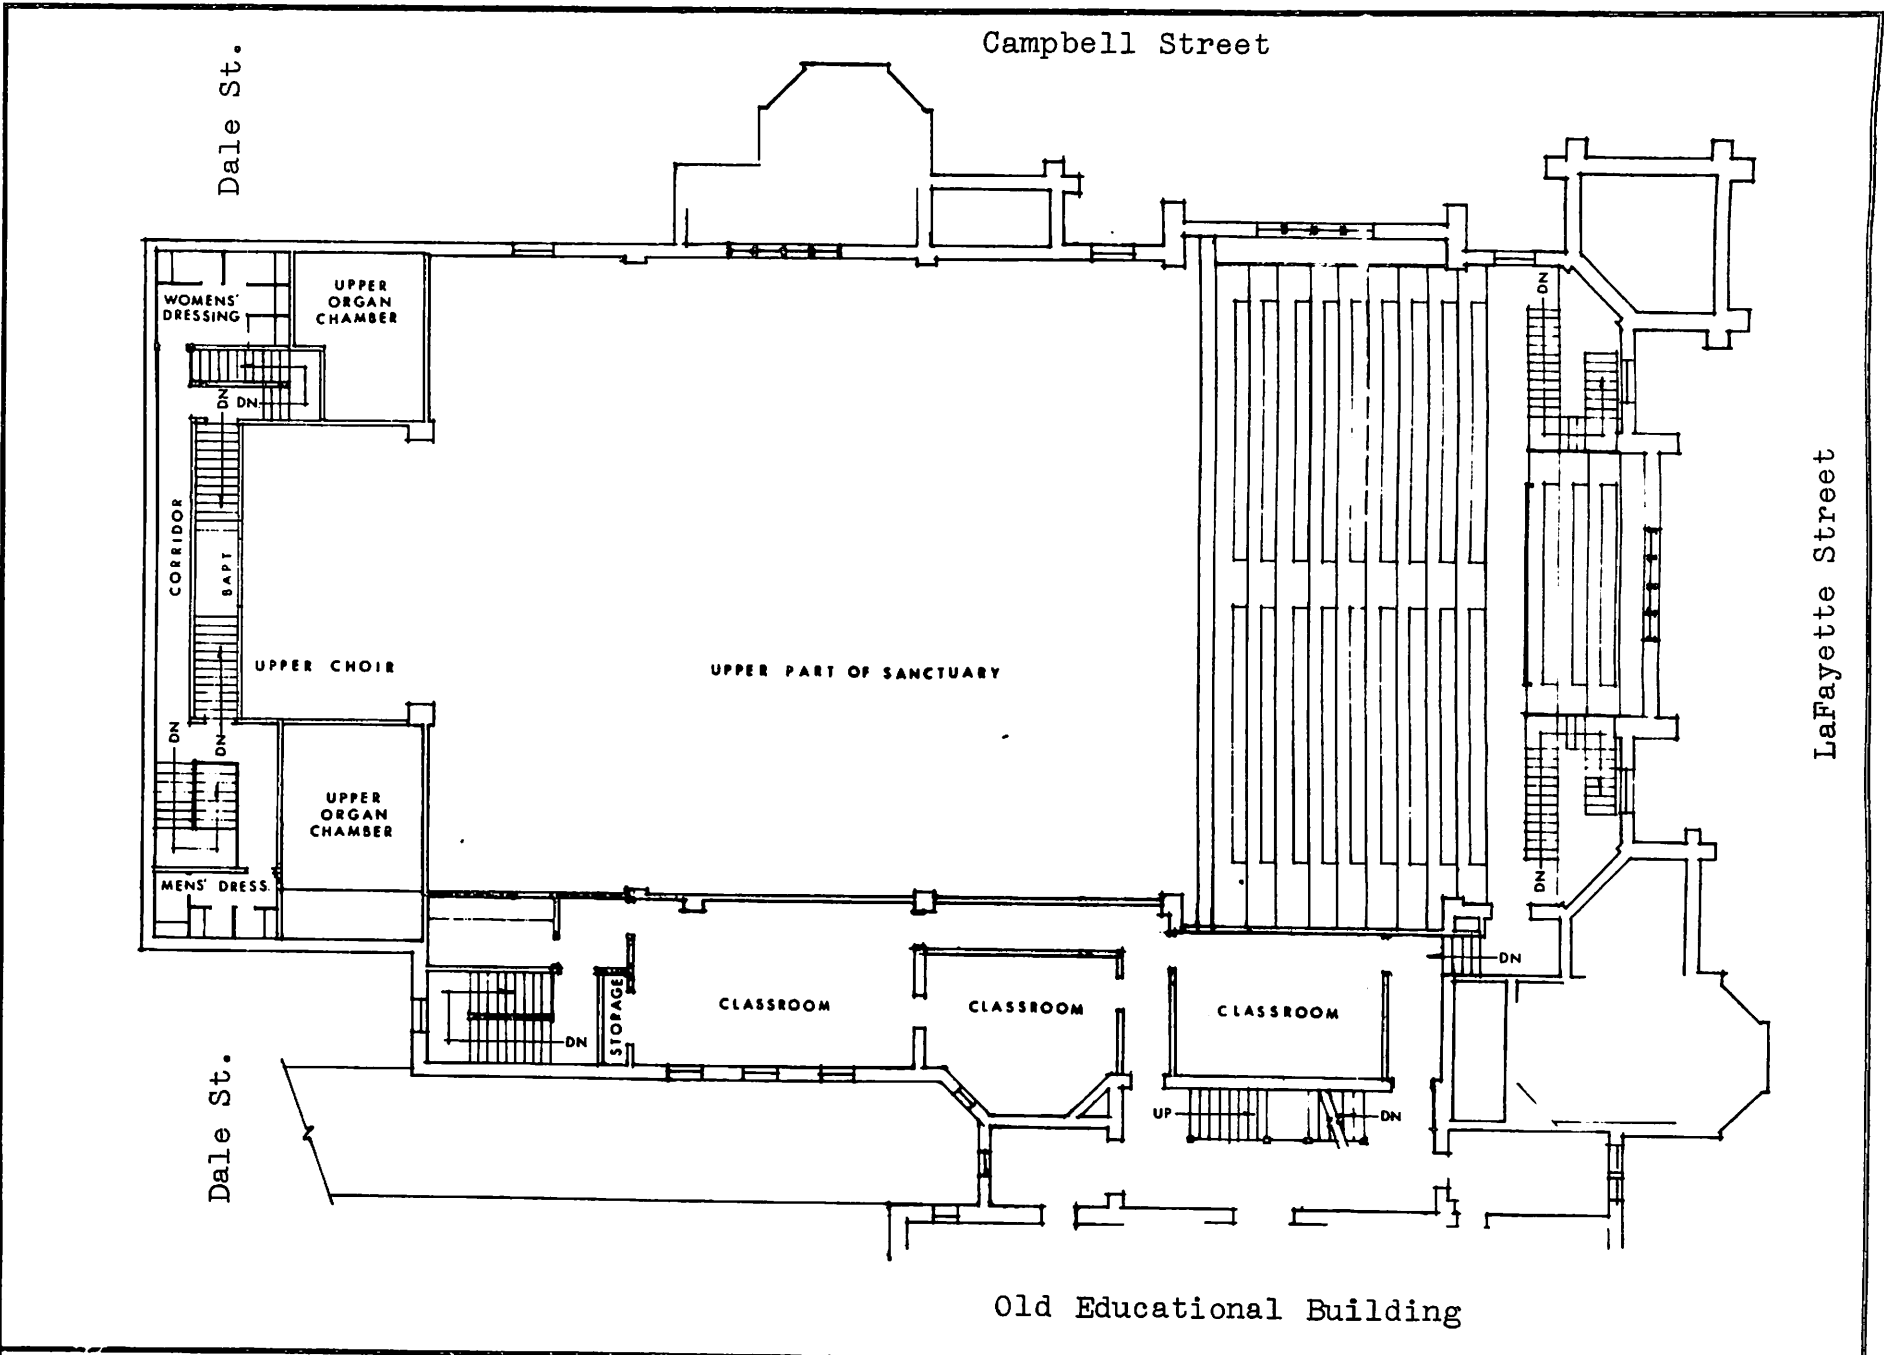 Campbell Street
Dale St.
UPPER
ORGAN
CHAMBER
WOMENS'
DRESSING
DN
DN
DN
CORRIDOR
BAPT
UPPER CHOIR
UPPER PART OF SANCTUARY
LaFayette Street
DN
DN
UPPER
ORGAN
CHAMBER
DN
MENS' DRESS.
DN
STORAGE
CLASSROOM
CLASSROOM
CLASSROOM
DN
DN
UP
DN
Dale St.
Old Educational Building